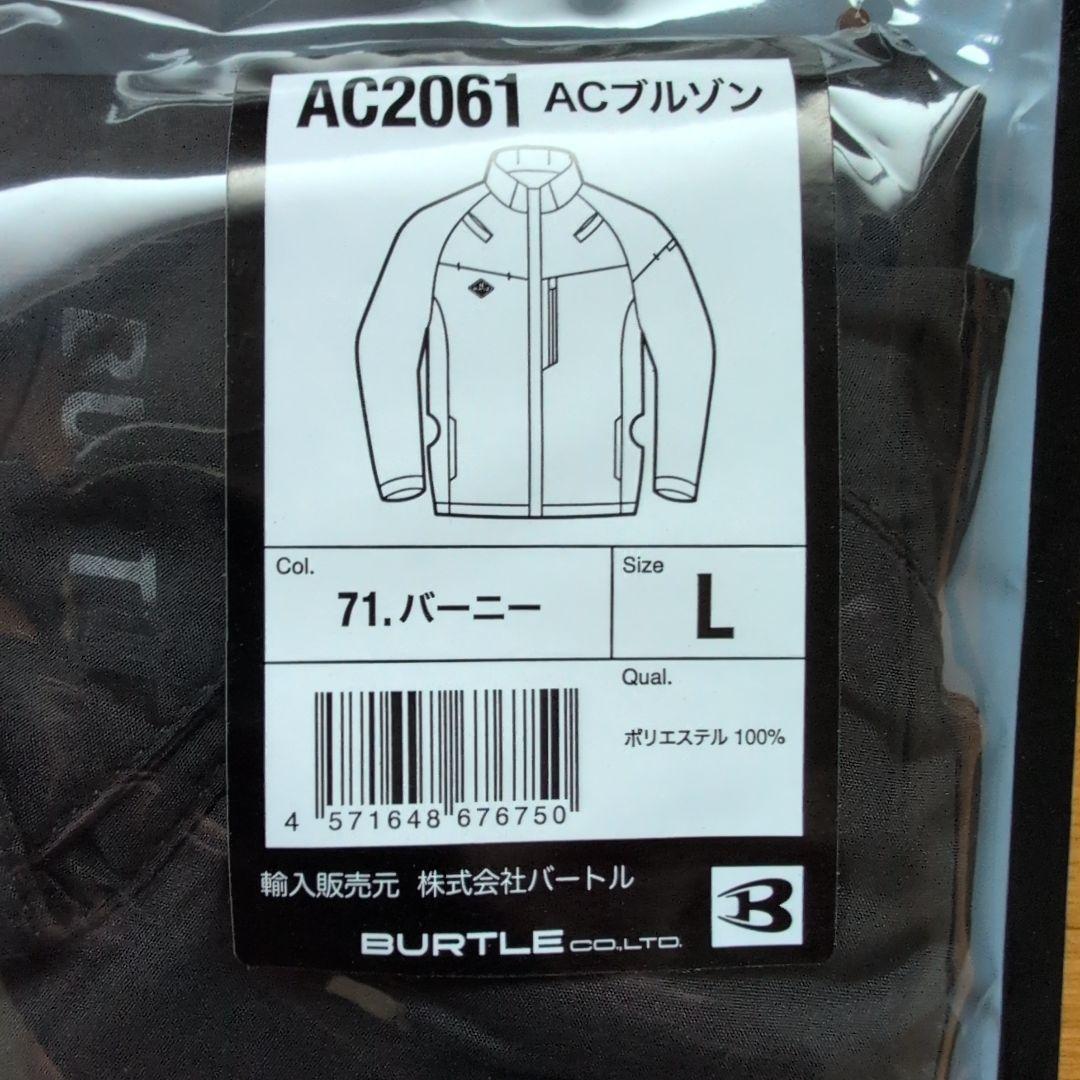 AC2061 ACブルゾン
Col.
71.バーニー
Size
L
Qual.
ポリエステル 100%
4 571648 676750
輸入販売元 株式会社バートル
BURTLE CO.,LTD.
B